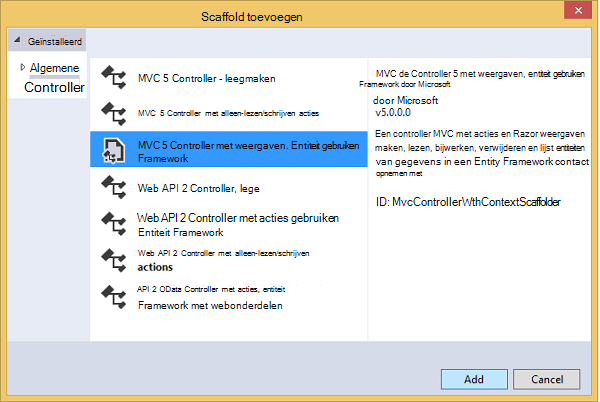 Scaffold toevoegen
Geïnstalleerd
Algemene
Controller
MVC 5 Controller - leegmaken
MVC 5 Controller met alleen-lezen/schrijven acties
MVC 5 Controller met weergaven. Entiteit gebruiken
Framework
Web API 2 Controller, lege
Web API 2 Controller met acties gebruiken
Entiteit Framework
Web API 2 Controller met alleen-lezen/schrijven
actions
API 2 OData Controller met acties, entiteit
Framework met webonderdelen
MVC de Controller 5 met weergaven, entiteit gebruiken
Framework door Microsoft
door Microsoft
v5.0.0.0
Een controller MVC met acties en Razor weergaven
maken, lezen, bijwerken, verwijderen en lijst entiteten
van gegevens in een Entity Framework contact
opnemen met
ID: MvcControllerWthContextScaffolder
Add
Cancel